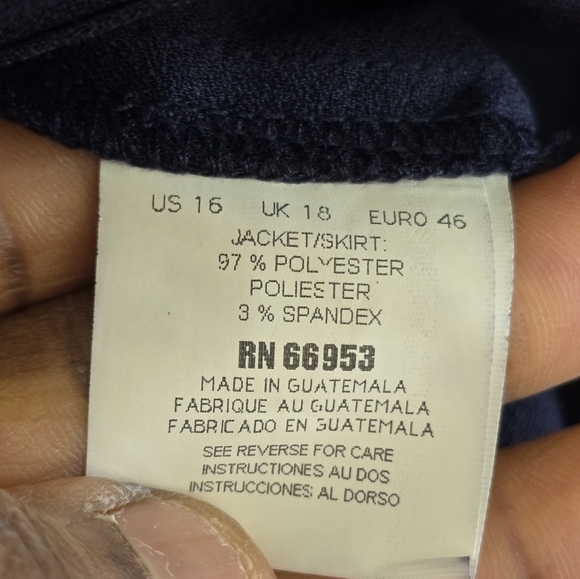 US 16 UK 18 EURO 46
JACKET/SKIRT:
97 % POLYESTER
POLIESTER
3 % SPANDEX
RN 66953
MADE IN GUATEMALA
FABRIQUE AU GUATEMALA
FABRICADO EN GUATEMALA
SEE REVERSE FOR CARE
INSTRUCTIONES AU DOS
INSTRUCCIONES AL DORSO